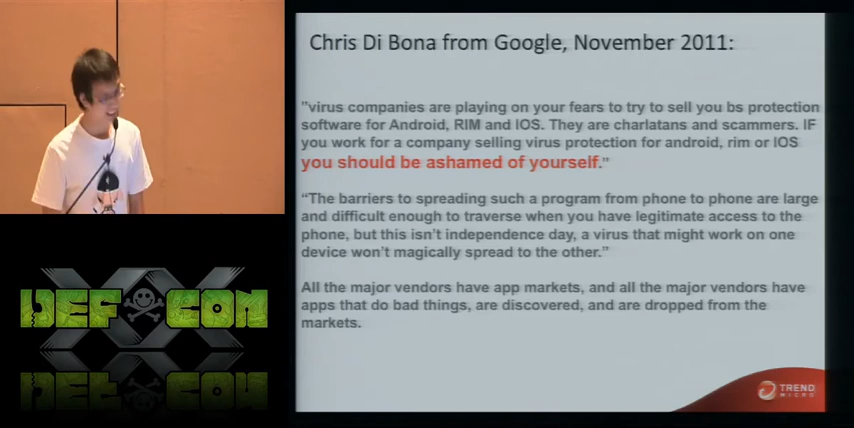 Chris Di Bona from Google, November 2011:
"virus companies are playing on your fears to try to sell you bs protection
software for Android, RIM and IOS. They are charlatans and scammers. IF
you work for a company selling virus protection for android, rim or IOS
you should be ashamed of yourself."
“The barriers to spreading such a program from phone to phone are large
and difficult enough to traverse when you have legitimate access to the
phone, but this isn’t independence day, a virus that might work on one
device won’t magically spread to the other.”
All the major vendors have app markets, and all the major vendors have
apps that do bad things, are discovered, and are dropped from the
markets.
DEF CON
XX
TREND
MICRO